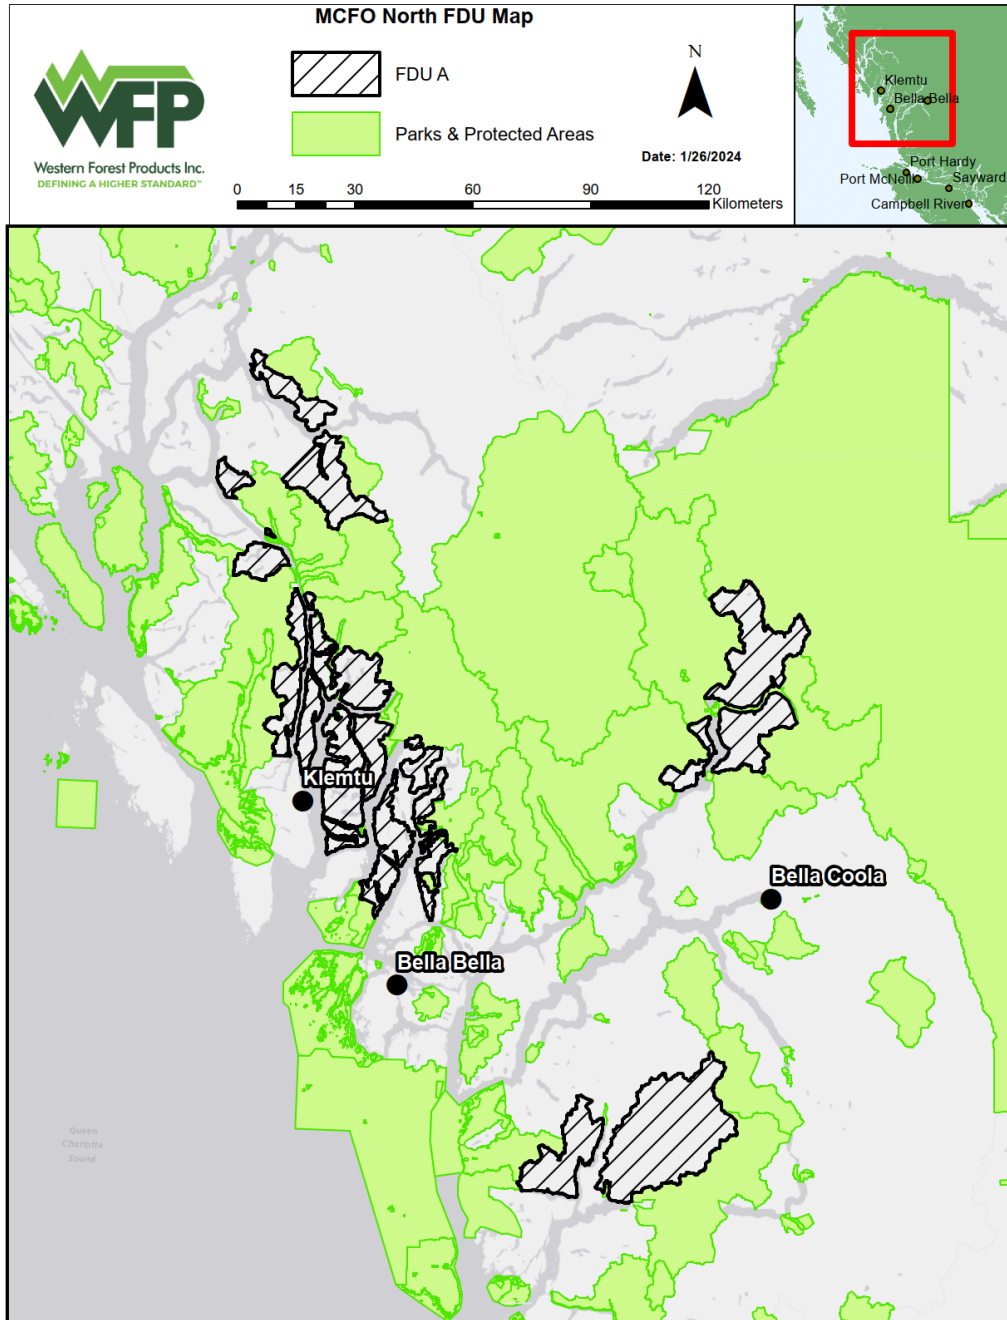 MCFO North FDU Map
WFP
Western Forest Products Inc.
DEFINING A HIGHER STANDARD™
FDU A
Parks & Protected Areas
N
Date: 1/26/2024
0 15 30 60 90 120
Kilometers
Klemtu
Bella Bella
Port Hardy
Port McNeill
Sayward
Campbell River
Klemtu
Bella Coola
Bella Bella
Queen
Charlotte
Sound